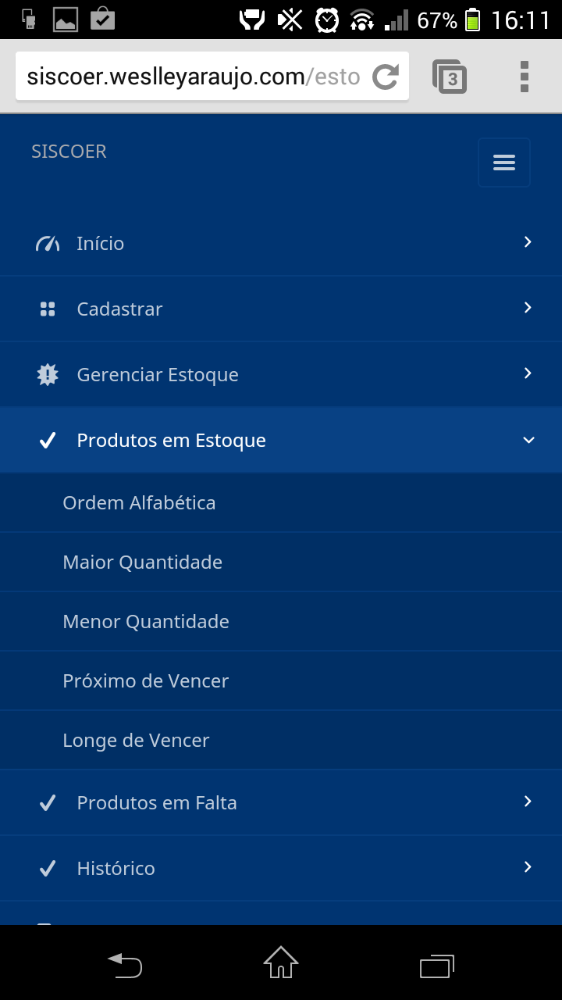 67% 16:11
siscoer.weslleyaraujo.com/esto
3
SISCOER
Início
Cadastrar
Gerenciar Estoque
Produtos em Estoque
Ordem Alfabética
Maior Quantidade
Menor Quantidade
Próximo de Vencer
Longe de Vencer
Produtos em Falta
Histórico